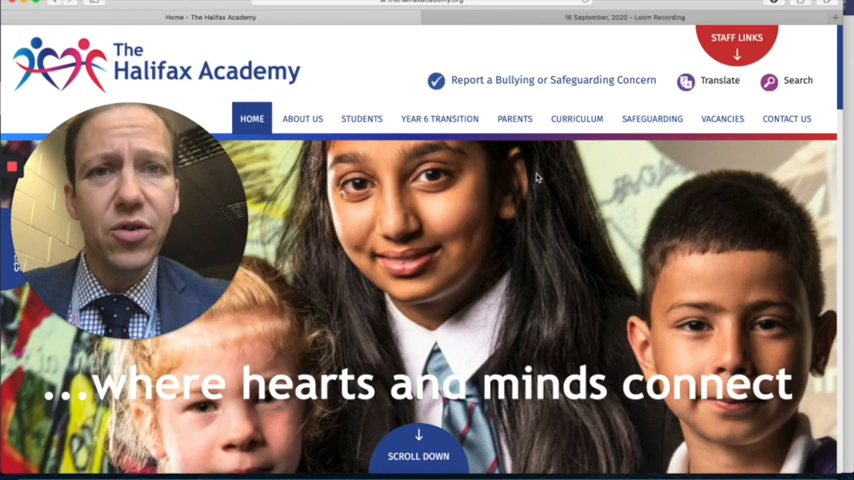 Home - The Halifax Academy
16 September, 2020 - Loom Recording
STAFF LINKS
The
Halifax Academy
Report a Bullying or Safeguarding Concern
Translate
Search
HOME
ABOUT US
STUDENTS
YEAR 6 TRANSITION
PARENTS
CURRICULUM
SAFEGUARDING
VACANCIES
CONTACT US
...where hearts and minds connect
SCROLL DOWN